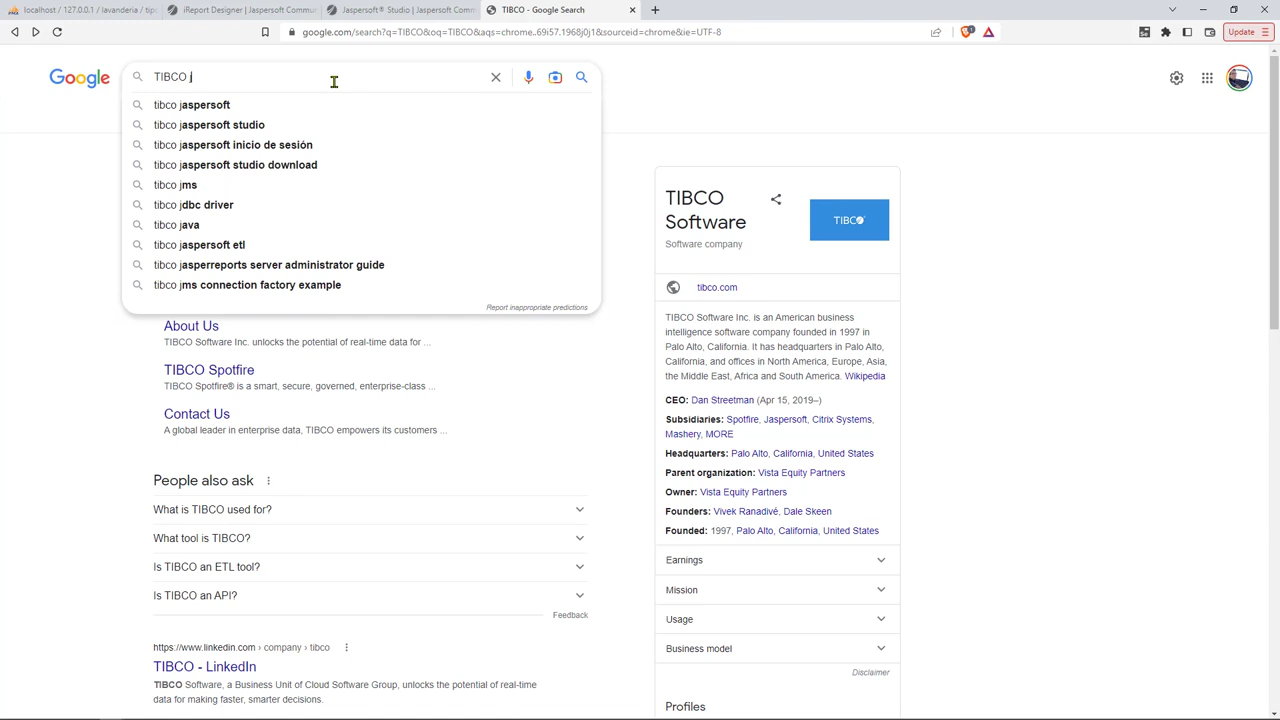 localhost / 127.0.0.1 / lavanderia / tip
iReport Designer | Jaspersoft Commu
Jaspersoft® Studio | Jaspersoft Comm
TIBCO - Google Search
google.com/search?q=TIBCO&oq=TIBCO&aqs=chrome..69i57.1968j0j1&sourceid=chrome&ie=UTF-8
Update
Google
TIBCO j
tibco jaspersoft
tibco jaspersoft studio
tibco jaspersoft inicio de sesión
tibco jaspersoft studio download
tibco jms
tibco jdbc driver
tibco java
tibco jaspersoft etl
tibco jasperreports server administrator guide
tibco jms connection factory example
Report inappropriate predictions
About Us
TIBCO Software Inc. unlocks the potential of real-time data for ...
TIBCO Spotfire
TIBCO Spotfire® is a smart, secure, governed, enterprise-class ...
Contact Us
A global leader in enterprise data, TIBCO empowers its customers ...
People also ask
What is TIBCO used for?
What tool is TIBCO?
Is TIBCO an ETL tool?
Is TIBCO an API?
Feedback
https://www.linkedin.com › company › tibco
TIBCO - LinkedIn
TIBCO Software, a Business Unit of Cloud Software Group, unlocks the potential of real-time
data for making faster, smarter decisions.
TIBCO
Software
Software company
TIBCO
tibco.com
TIBCO Software Inc. is an American business
intelligence software company founded in 1997 in
Palo Alto, California. It has headquarters in Palo Alto,
California, and offices in North America, Europe, Asia,
the Middle East, Africa and South America. Wikipedia
CEO: Dan Streetman (Apr 15, 2019–)
Subsidiaries: Spotfire, Jaspersoft, Citrix Systems,
Mashery, MORE
Headquarters: Palo Alto, California, United States
Parent organization: Vista Equity Partners
Owner: Vista Equity Partners
Founders: Vivek Ranadivé, Dale Skeen
Founded: 1997, Palo Alto, California, United States
Earnings
Mission
Usage
Business model
Disclaimer
Profiles